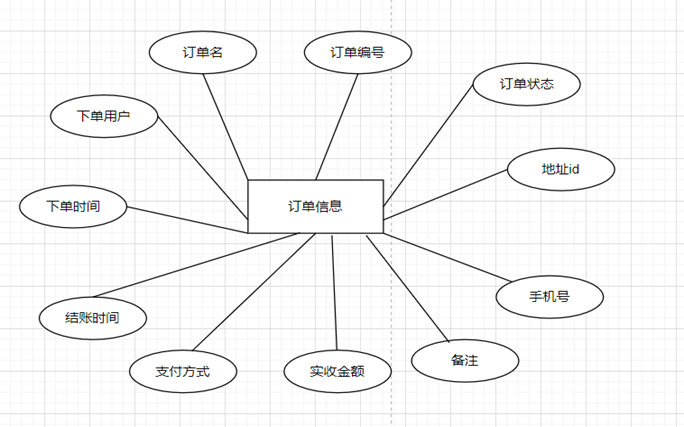 订单名
订单编号
订单状态
下单用户
地址id
下单时间
订单信息
手机号
结账时间
备注
支付方式
实收金额